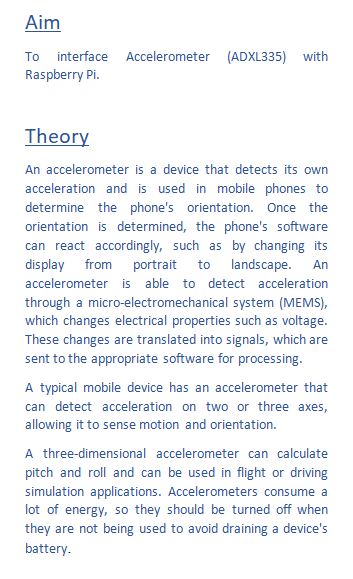 Aim
To interface Accelerometer (ADXL335) with
Raspberry Pi.
Theory
An accelerometer is a device that detects its own
acceleration and is used in mobile phones to
determine the phone's orientation. Once the
orientation is determined, the phone's software
can react accordingly, such as by changing its
display from portrait to landscape. An
accelerometer is able to detect acceleration
through a micro-electromechanical system (MEMS),
which changes electrical properties such as voltage.
These changes are translated into signals, which are
sent to the appropriate software for processing.
A typical mobile device has an accelerometer that
can detect acceleration on two or three axes,
allowing it to sense motion and orientation.
A three-dimensional accelerometer can calculate
pitch and roll and can be used in flight or driving
simulation applications. Accelerometers consume a
lot of energy, so they should be turned off when
they are not being used to avoid draining a device's
battery.